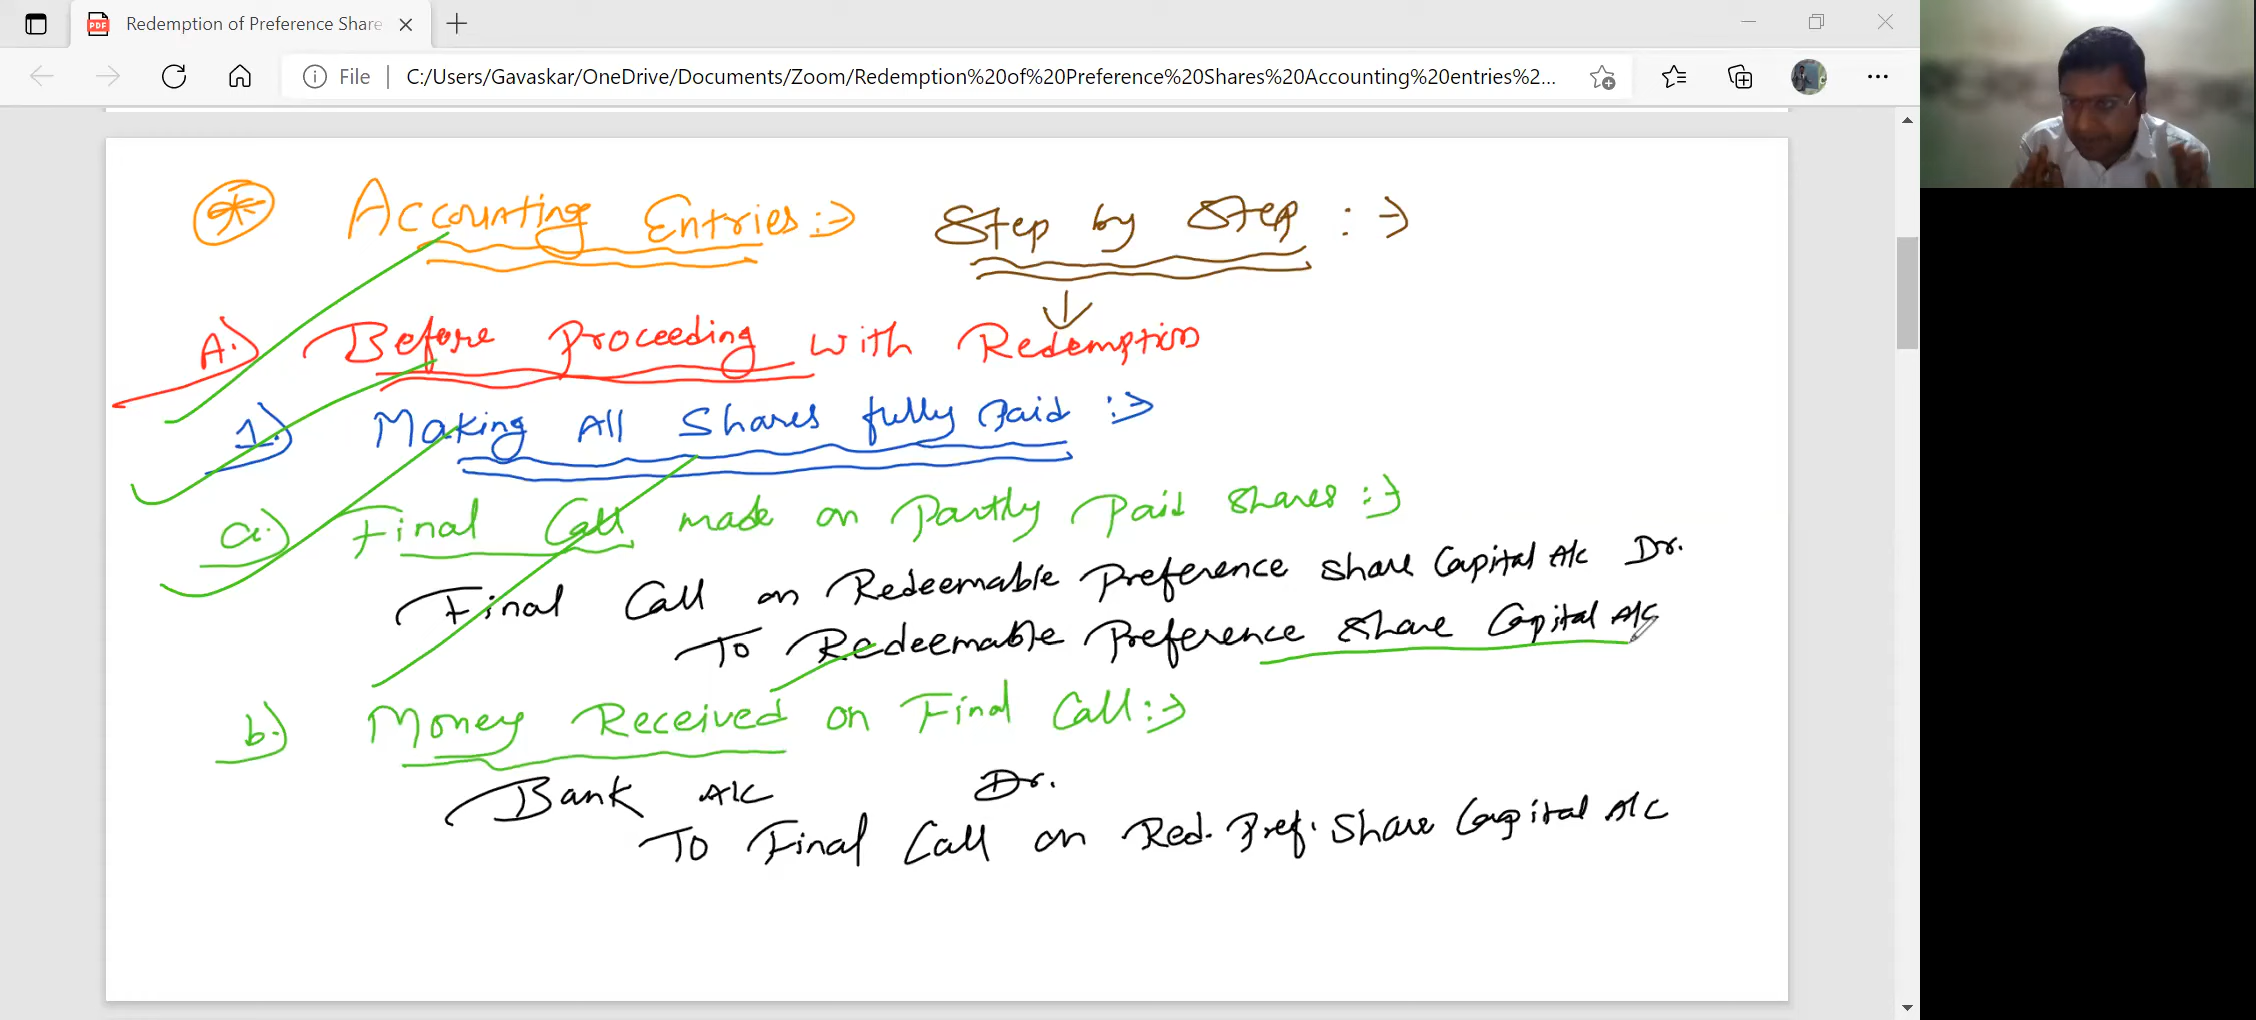 Redemption of Preference Share
File C:/Users/Gavaskar/OneDrive/Documents/Zoom/Redemption%20of%20Preference%20Shares%20Accounting%20entries%2...
Accounting Entries:→ Step by Step :→
A.) Before Proceeding with Redemption
1.) Making All Shares fully Paid :→
a.) Final Call made on Partly Paid Shares:→
Final Call on Redeemable Preference Share Capital A/c Dr.
To Redeemable Preference Share Capital A/c
b.) Money Received on Final Call:→
Bank A/c Dr.
To Final Call on Red. Pref. Share Capital A/c